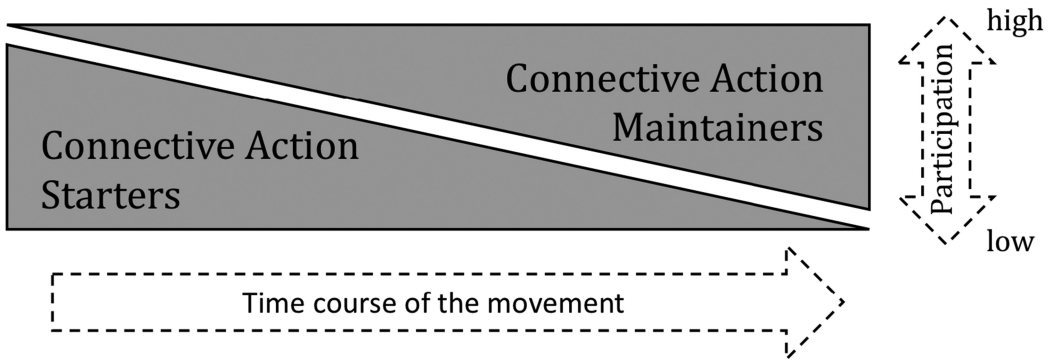 high
Connective Action
Maintainers
Connective Action
Starters
Participation
low
Time course of the movement